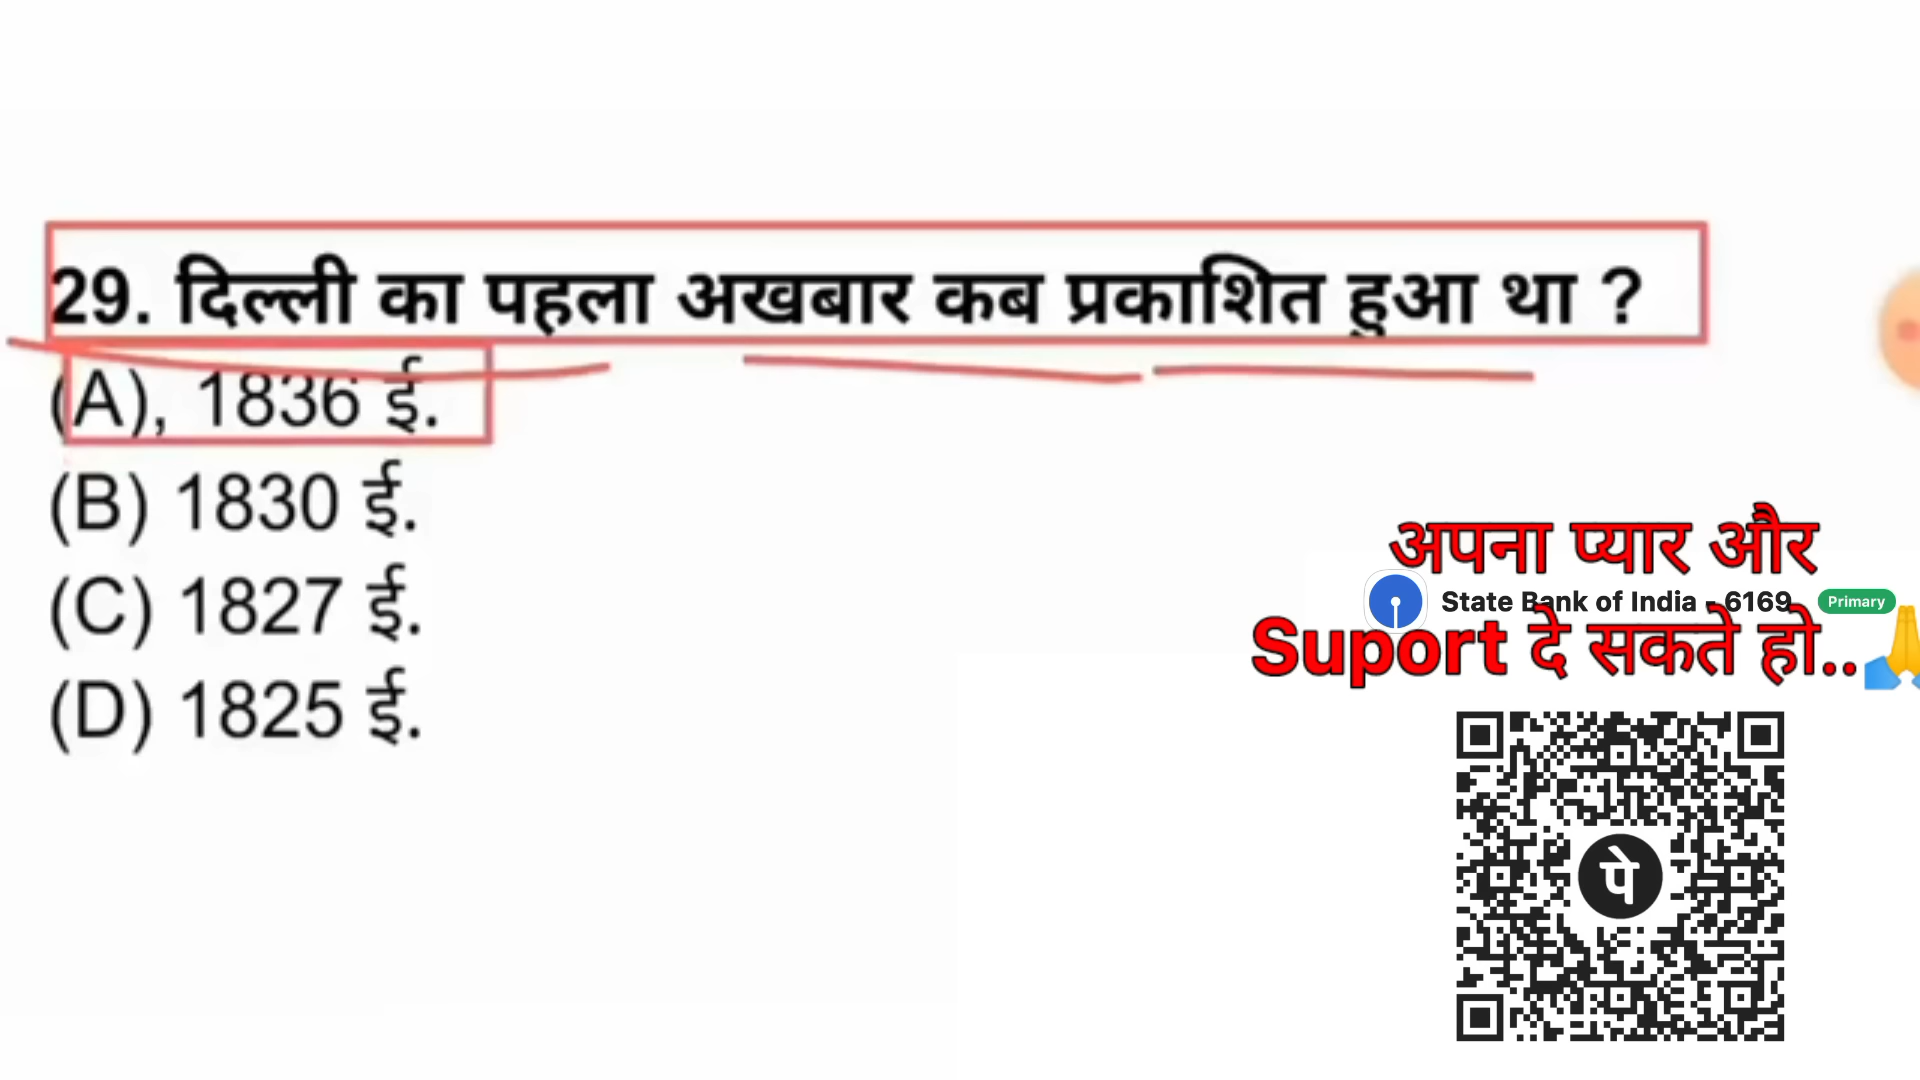 29. दिल्ली का पहला अखबार कब प्रकाशित हुआ था ?
(A), 1836 ई.
(B) 1830 ई.
(C) 1827 ई.
(D) 1825 ई.
अपना प्यार और
State Bank of India - 6169 Primary
Suport दे सकते हो..🙏
पे